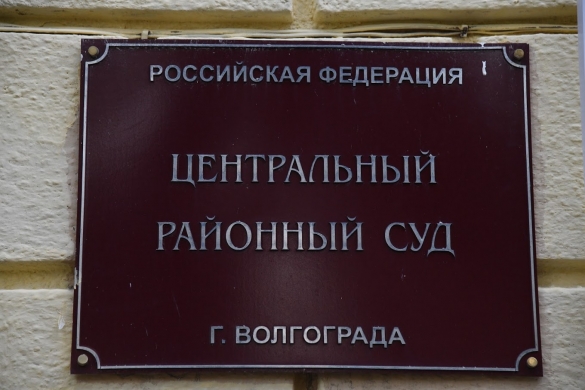 РОССИЙСКАЯ ФЕДЕРАЦИЯ
ЦЕНТРАЛЬНЫЙ
РАЙОННЫЙ СУД
Г. ВОЛГОГРАДА